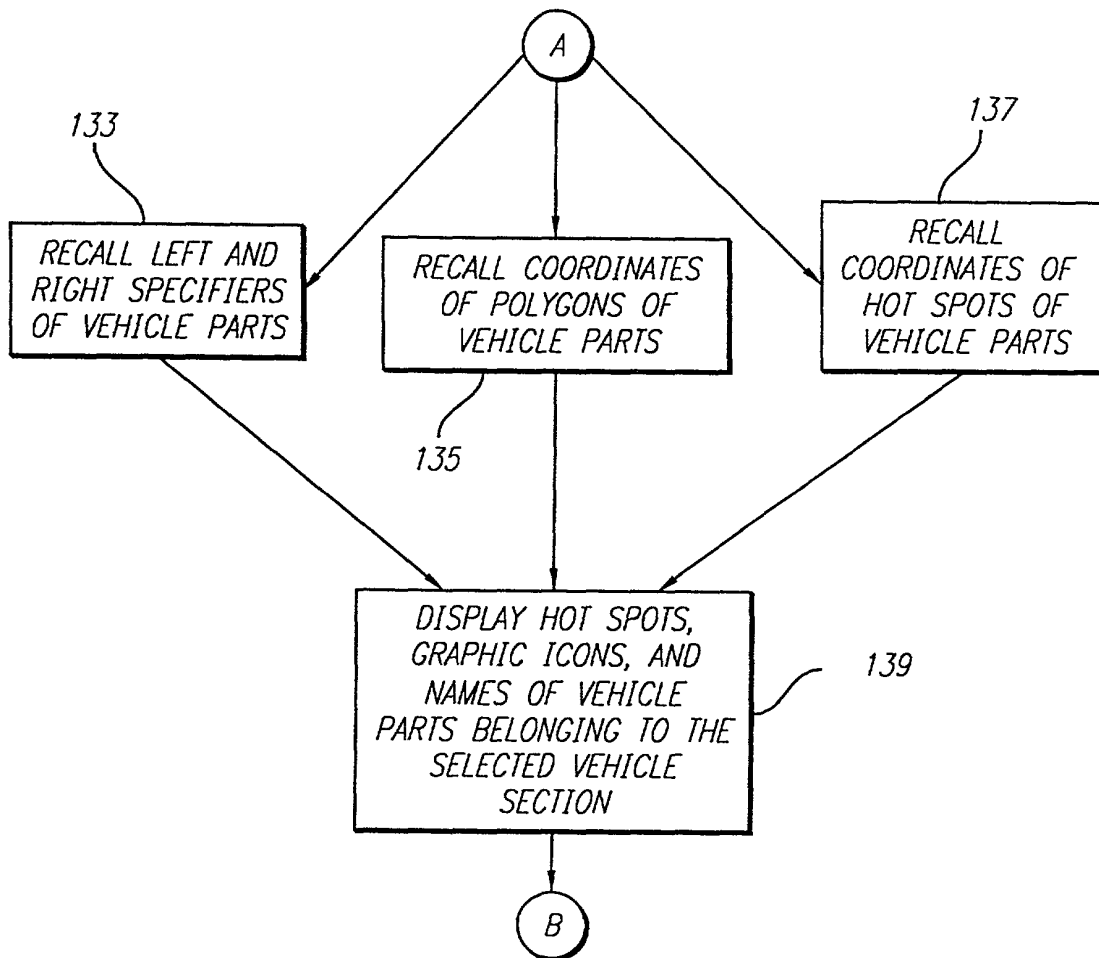 A
133
RECALL LEFT AND
RIGHT SPECIFIERS
OF VEHICLE PARTS
RECALL COORDINATES
OF POLYGONS OF
VEHICLE PARTS
135
137
RECALL
COORDINATES OF
HOT SPOTS OF
VEHICLE PARTS
DISPLAY HOT SPOTS,
GRAPHIC ICONS, AND
NAMES OF VEHICLE
PARTS BELONGING TO THE
SELECTED VEHICLE
SECTION
139
B